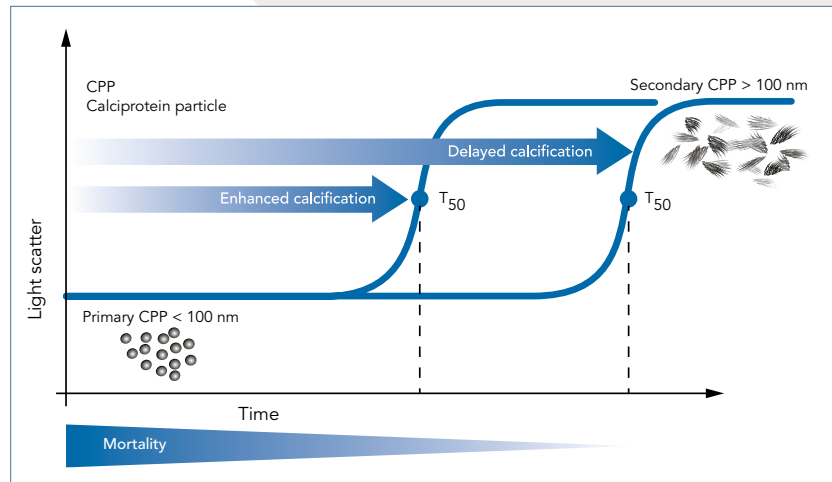 CPP
Calciprotein particle
Secondary CPP > 100 nm
Delayed calcification
Enhanced calcification
T50
T50
Light scatter
Primary CPP < 100 nm
Time
Mortality